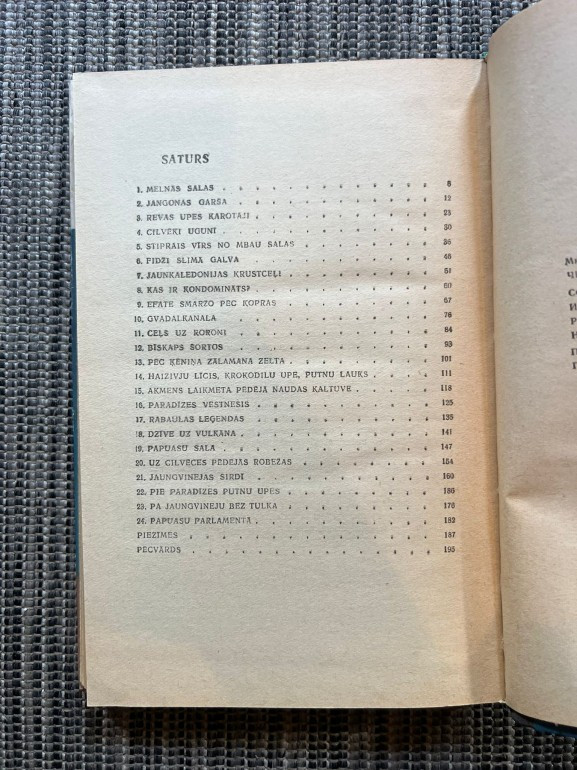 SATURS
1. MELNĀS SALAS . . . . . . . . . . . . 5
2. JANGONAS GARŠA . . . . . . . . . . . 12
3. REVAS UPES KAROTĀJI . . . . . . . . . . 23
4. CILVĒKI UGUNĪ . . . . . . . . . . . . 30
5. STIPRAIS VĪRS NO MBAU SALAS . . . . . . . . 36
6. FIDŽI SLIMĀ GALVA . . . . . . . . . . . 45
7. JAUNKALEDONIJAS KRUSTCEĻI . . . . . . . . 51
8. KAS IR KONDOMINĀTS? . . . . . . . . . . 60
9. EFATE SMARŽO PĒC KOPRAS . . . . . . . . 67
10. GVADALKANALA . . . . . . . . . . . . 76
11. CEĻŠ UZ KORONI . . . . . . . . . . . 84
12. BĪSKAPS ŠORTOS . . . . . . . . . . . 93
13. PĒC ĶĒNIŅA ZĀLAMANA ZELTA . . . . . . . . 101
14. HAIZIVJU LĪCIS, KROKODILU UPE, PUTNU LAUKS . . . . 111
15. AKMENS LAIKMETA PĒDĒJĀ NAUDAS KALTUVE . . . . . 118
16. PARADĪZES VĒSTNESIS . . . . . . . . . . 125
17. RABAULAS LEĢENDAS . . . . . . . . . . 135
18. DZĪVE UZ VULKĀNA . . . . . . . . . . . 141
19. PAPUASU SALA . . . . . . . . . . . . 147
20. UZ CILVĒCES PĒDĒJĀS ROBEŽAS . . . . . . . . 154
21. JAUNGVINEJAS SIRDĪ . . . . . . . . . . 160
22. PIE PARADĪZES PUTNU UPES . . . . . . . . 166
23. PA JAUNGVINEJU BEZ TULKA . . . . . . . . 176
24. PAPUASU PARLAMENTĀ . . . . . . . . . . 182
PIEZĪMES . . . . . . . . . . . . . . 187
PĒCVĀRDS . . . . . . . . . . . . . . 195